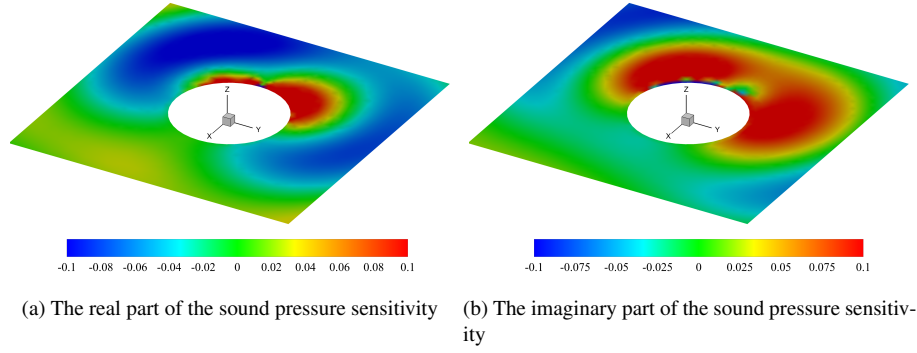 Z
X
Y
Z
X
Y
-0.1 -0.08 -0.06 -0.04 -0.02 0 0.02 0.04 0.06 0.08 0.1
-0.1 -0.075 -0.05 -0.025 0 0.025 0.05 0.075 0.1
(a) The real part of the sound pressure sensitivity
(b) The imaginary part of the sound pressure sensitiv-
ity